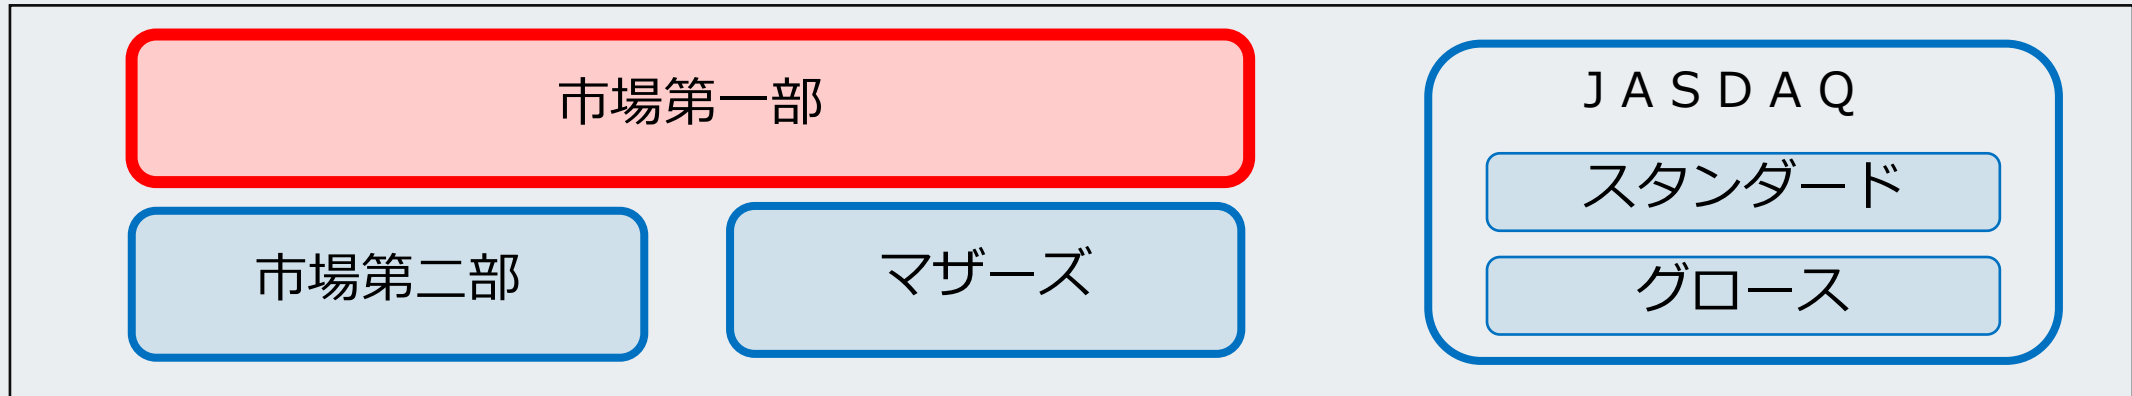 市場第一部
市場第二部
マザーズ
ＪＡＳＤＡＱ
スタンダード
グロース